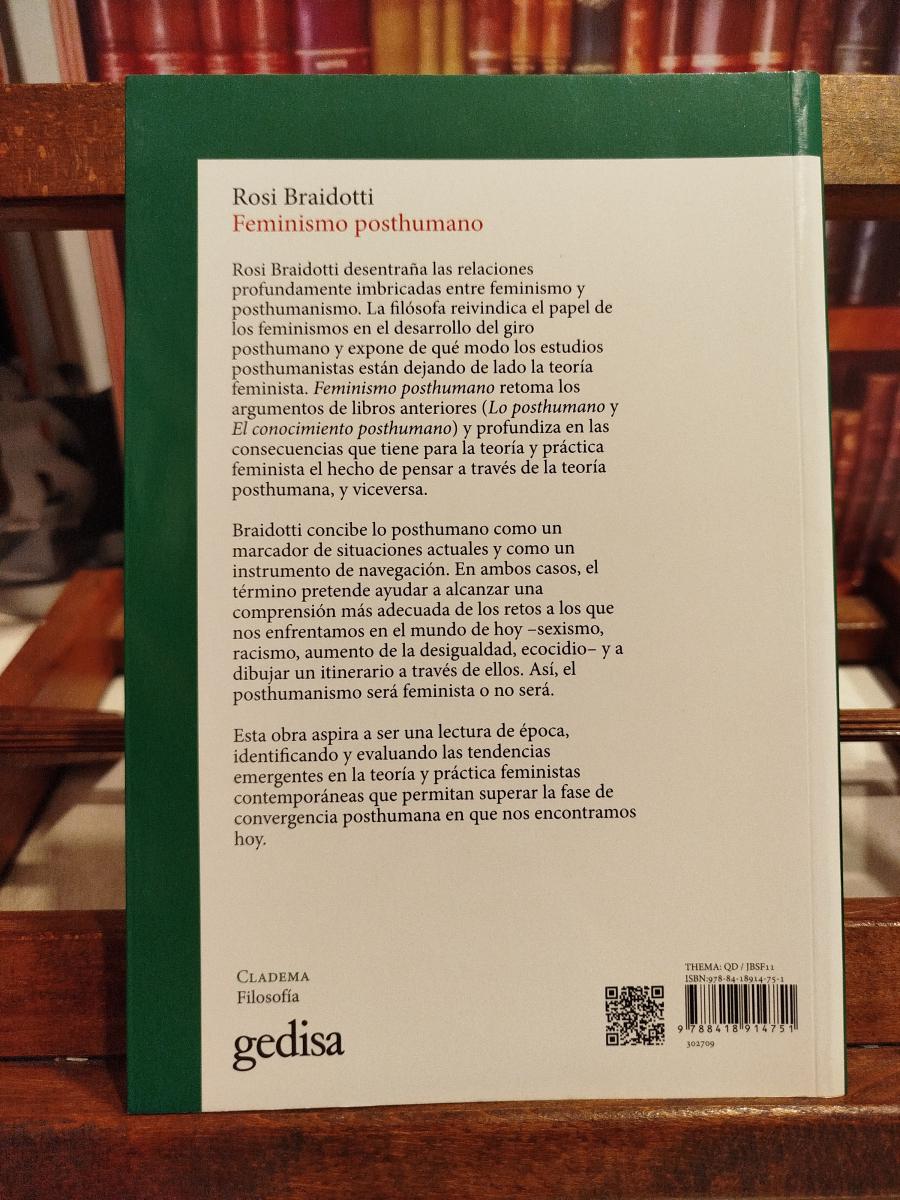 Rosi Braidotti
Feminismo posthumano
Rosi Braidotti desentraña las relaciones
profundamente imbricadas entre feminismo y
posthumanismo. La filósofa reivindica el papel de
los feminismos en el desarrollo del giro
posthumano y expone de qué modo los estudios
posthumanistas están dejando de lado la teoría
feminista. Feminismo posthumano retoma los
argumentos de libros anteriores (Lo posthumano y
El conocimiento posthumano) y profundiza en las
consecuencias que tiene para la teoría y práctica
feminista el hecho de pensar a través de la teoría
posthumana, y viceversa.
Braidotti concibe lo posthumano como un
marcador de situaciones actuales y como un
instrumento de navegación. En ambos casos, el
término pretende ayudar a alcanzar una
comprensión más adecuada de los retos a los que
nos enfrentamos en el mundo de hoy –sexismo,
racismo, aumento de la desigualdad, ecocidio– y a
dibujar un itinerario a través de ellos. Así, el
posthumanismo será feminista o no será.
Esta obra aspira a ser una lectura de época,
identificando y evaluando las tendencias
emergentes en la teoría y práctica feministas
contemporáneas que permitan superar la fase de
convergencia posthumana en que nos encontramos
hoy.
CLADEMA
Filosofía
gedisa
THEMA: QD / JBSF11
ISBN:978-84-18914-75-1
9 788418 914751
302709